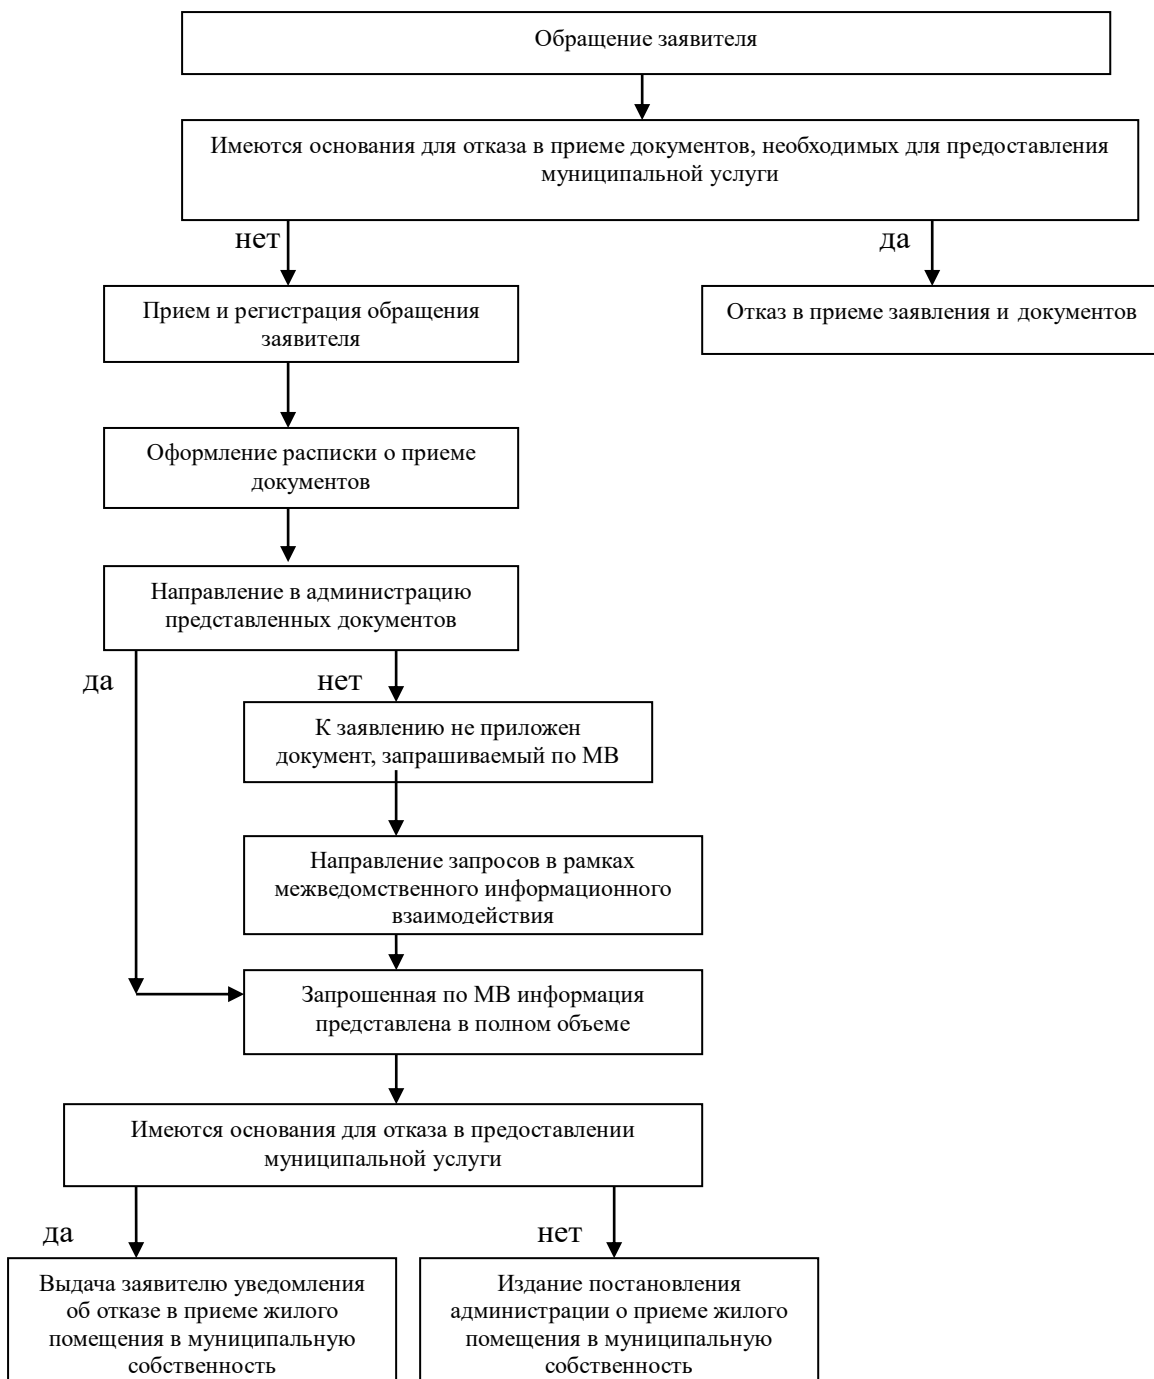 Обращение заявителя
Имеются основания для отказа в приеме документов, необходимых для предоставления
муниципальной услуги
нет
да
Прием и регистрация обращения
заявителя
Отказ в приеме заявления и документов
Оформление расписки о приеме
документов
Направление в администрацию
представленных документов
да
нет
К заявлению не приложен
документ, запрашиваемый по МВ
Направление запросов в рамках
межведомственного информационного
взаимодействия
Запрошенная по МВ информация
представлена в полном объеме
Имеются основания для отказа в предоставлении
муниципальной услуги
да
нет
Выдача заявителю уведомления
об отказе в приеме жилого
помещения в муниципальную
собственность
Издание постановления
администрации о приеме жилого
помещения в муниципальную
собственность